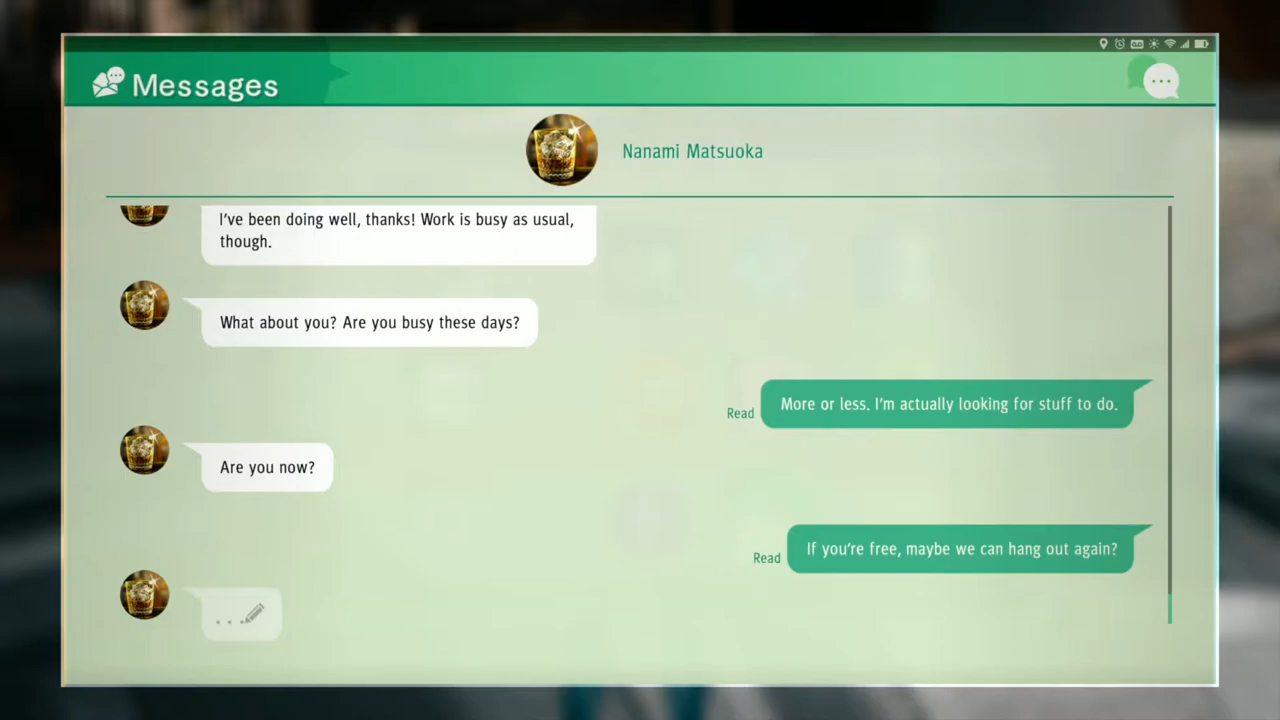 Messages
Nanami Matsuoka
I've been doing well, thanks! Work is busy as usual,
though.
What about you? Are you busy these days?
More or less. I'm actually looking for stuff to do.
Read
Are you now?
If you're free, maybe we can hang out again?
Read
...